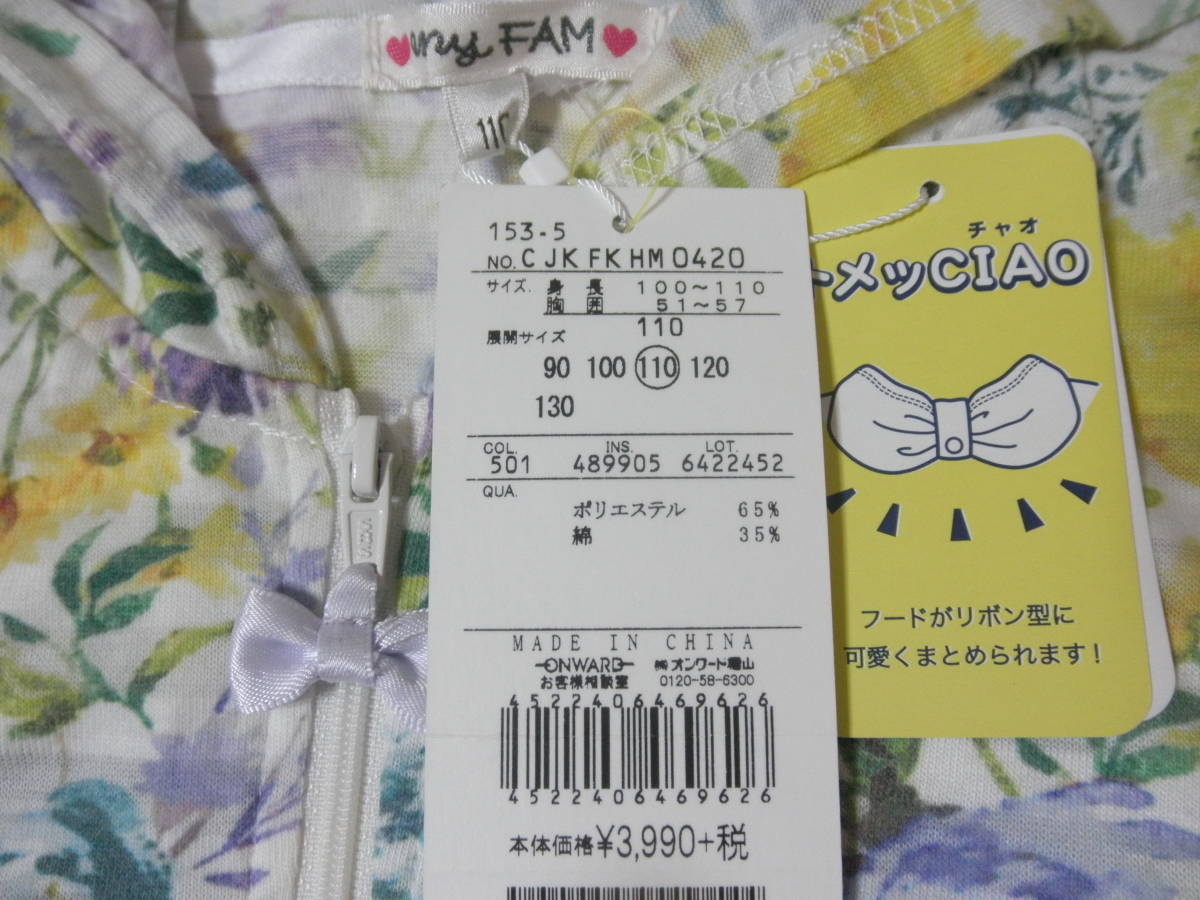 my FAM
110
153-5
NO. CJKFKHM0420
サイズ. 身長 100～110
胸囲 51～57
110
展開サイズ
90 100 110 120
130
COL. INS. LOT.
501 489905 6422452
QUA.
ポリエステル 65%
綿 35%
MADE IN CHINA
ONWARD ㈱オンワード樫山
お客様相談室 0120-58-6300
4522406469626
4522406469626
本体価格¥3,990+税
チャオ
メッCIAO
フードがリボン型に
可愛くまとめられます!